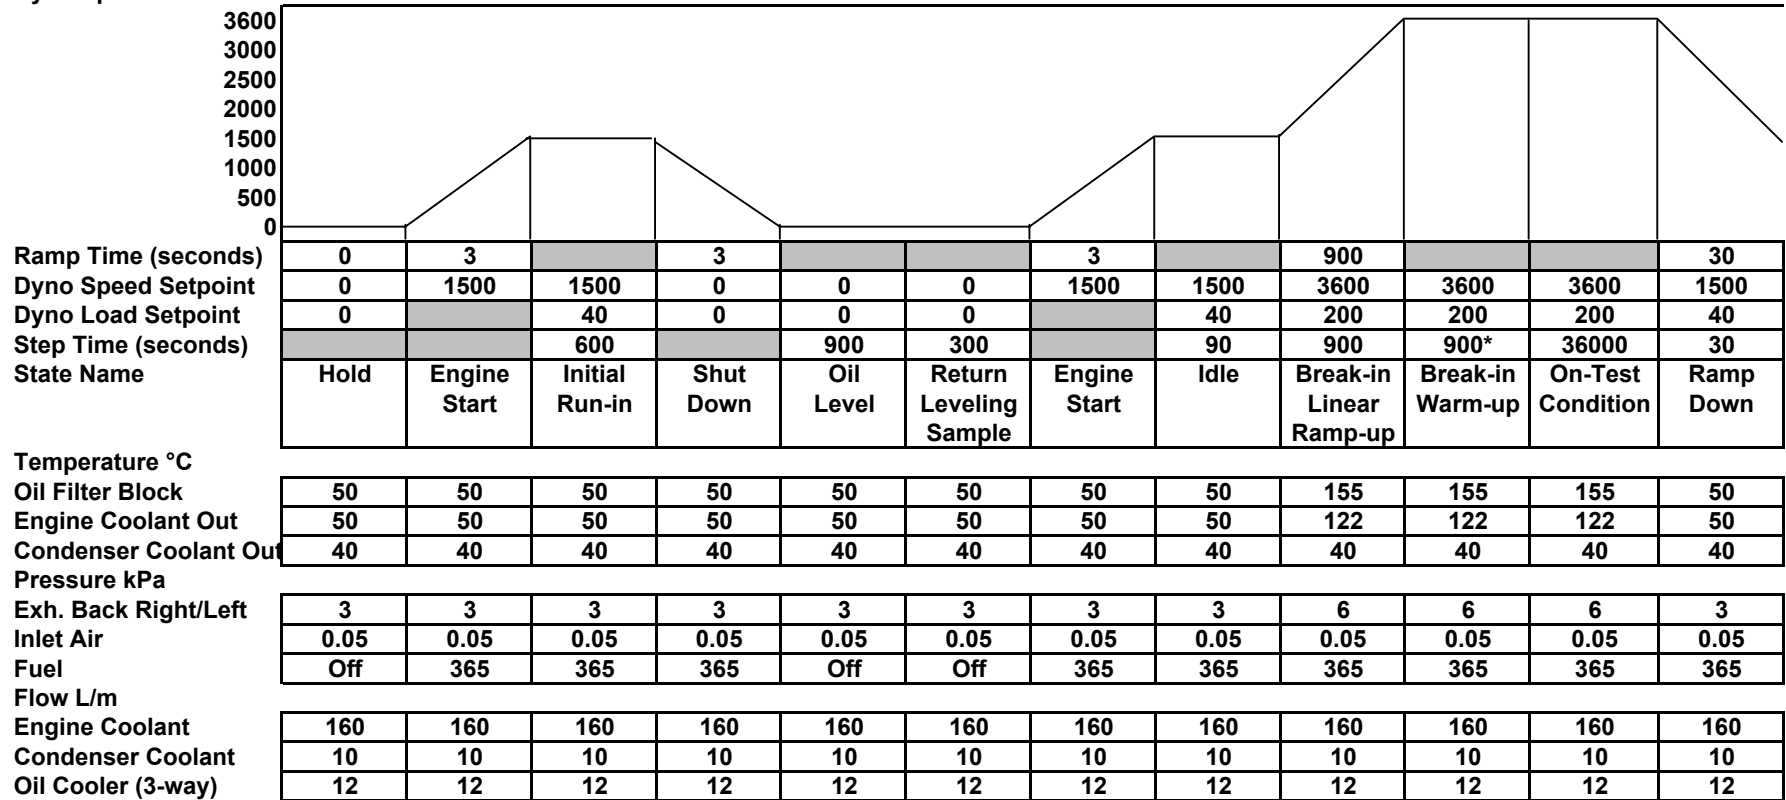 3600
3000
2500
2000
1500
1000
500
0
Ramp Time (seconds) 0 3 3 3 900 30
Dyno Speed Setpoint 0 1500 1500 0 0 0 1500 1500 3600 3600 3600 1500
Dyno Load Setpoint 0 40 0 0 0 40 200 200 200 40
Step Time (seconds) 600 900 300 90 900 900* 36000 30
State Name Hold Engine Initial Shut Oil Return Engine Idle Break-in Break-in On-Test Ramp
Start Run-in Down Level Leveling Start Linear Warm-up Condition Down
Sample Ramp-up
Temperature °C
Oil Filter Block 50 50 50 50 50 50 50 50 155 155 155 50
Engine Coolant Out 50 50 50 50 50 50 50 50 122 122 122 50
Condenser Coolant Out 40 40 40 40 40 40 40 40 40 40 40 40
Pressure kPa
Exh. Back Right/Left 3 3 3 3 3 3 3 3 6 6 6 3
Inlet Air 0.05 0.05 0.05 0.05 0.05 0.05 0.05 0.05 0.05 0.05 0.05 0.05
Fuel Off 365 365 365 Off Off 365 365 365 365 365 365
Flow L/m
Engine Coolant 160 160 160 160 160 160 160 160 160 160 160 160
Condenser Coolant 10 10 10 10 10 10 10 10 10 10 10 10
Oil Cooler (3-way) 12 12 12 12 12 12 12 12 12 12 12 12